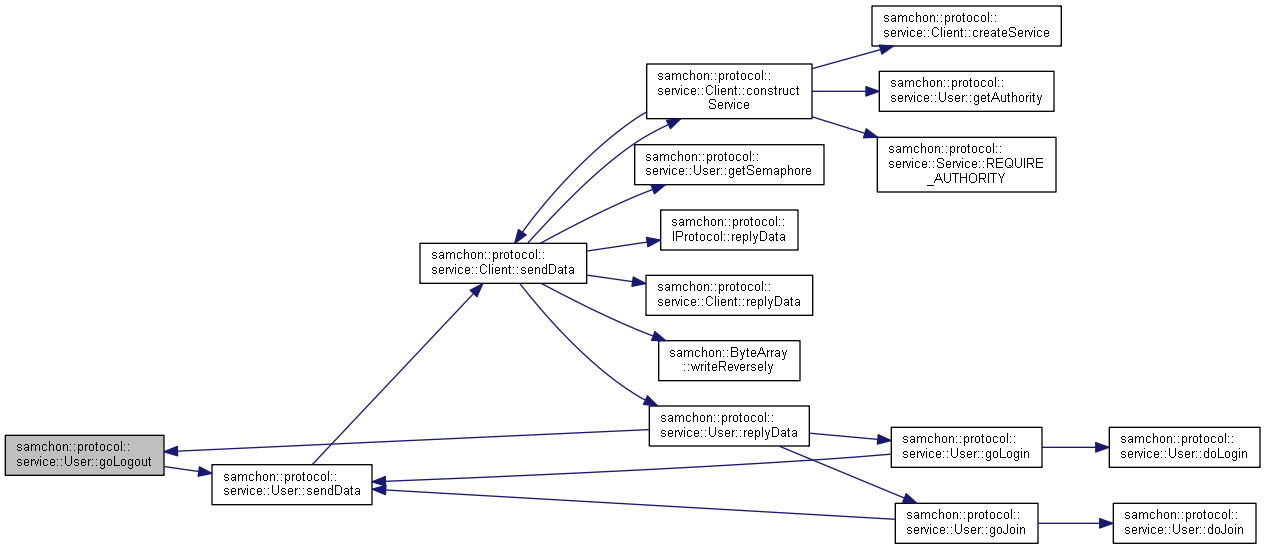 samchon::protocol::
service::Client::createService
samchon::protocol::
service::Client::construct
Service
samchon::protocol::
service::User::getAuthority
samchon::protocol::
service::Service::REQUIRE
_AUTHORITY
samchon::protocol::
service::User::getSemaphore
samchon::protocol::
IProtocol::replyData
samchon::protocol::
service::Client::sendData
samchon::protocol::
service::Client::replyData
samchon::ByteArray
::writeReversely
samchon::protocol::
service::User::replyData
samchon::protocol::
service::User::goLogout
samchon::protocol::
service::User::goLogin
samchon::protocol::
service::User::doLogin
samchon::protocol::
service::User::sendData
samchon::protocol::
service::User::goJoin
samchon::protocol::
service::User::doJoin